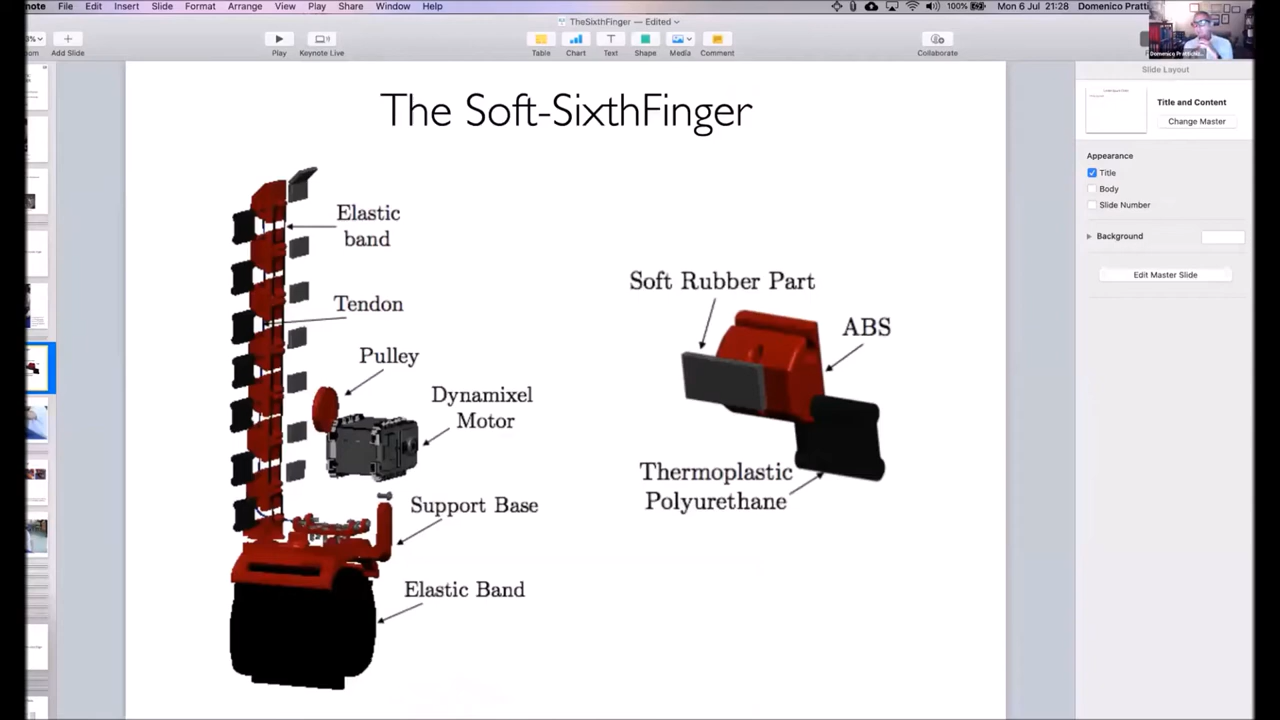 note File Edit Insert Slide Format Arrange View Play Share Window Help 100% Mon 6 Jul 21:28 Domenico Pratti
TheSixthFinger — Edited
Play Keynote Live Table Chart Text Shape Media Comment Collaborate
Add Slide
Slide Layout
Title and Content
Change Master
Appearance
Title
Body
Slide Number
Background
Edit Master Slide
The Soft-SixthFinger
Elastic
band
Tendon
Pulley
Dynamixel
Motor
Support Base
Elastic Band
Soft Rubber Part
ABS
Thermoplastic
Polyurethane